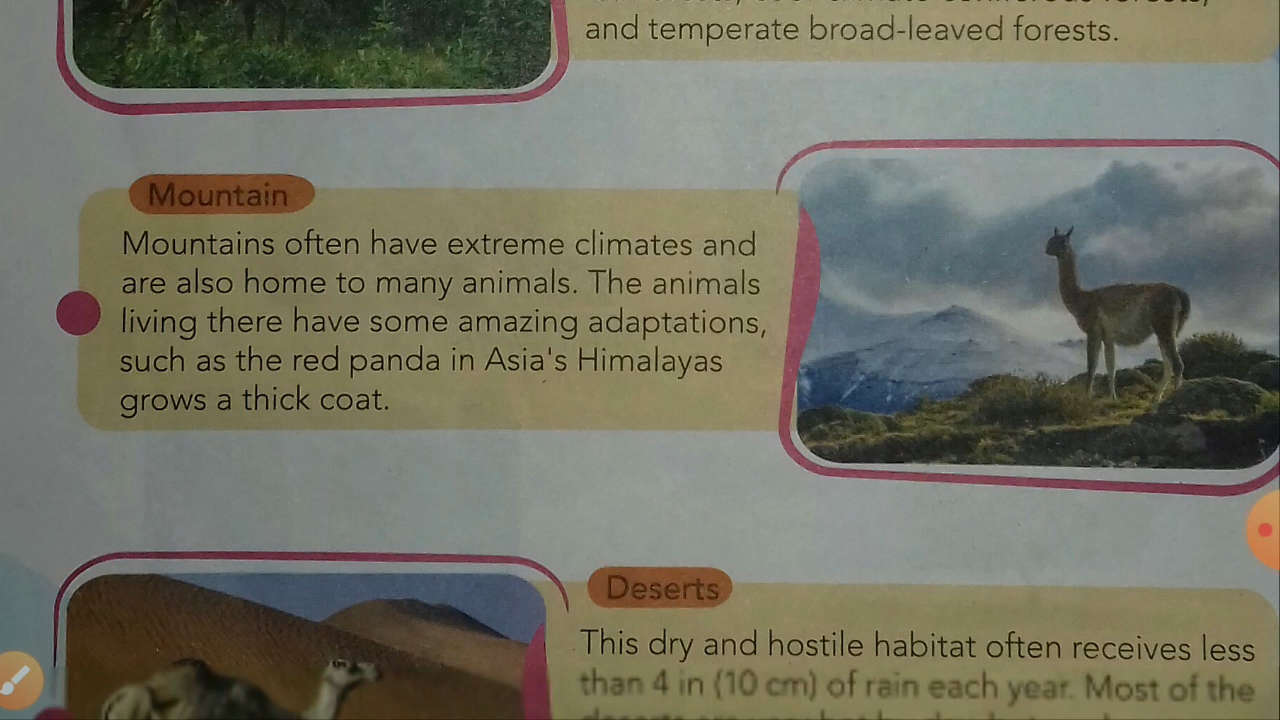 and temperate broad-leaved forests.
Mountain
Mountains often have extreme climates and
are also home to many animals. The animals
living there have some amazing adaptations,
such as the red panda in Asia's Himalayas
grows a thick coat.
Deserts
This dry and hostile habitat often receives less
than 4 in (10 cm) of rain each year. Most of the